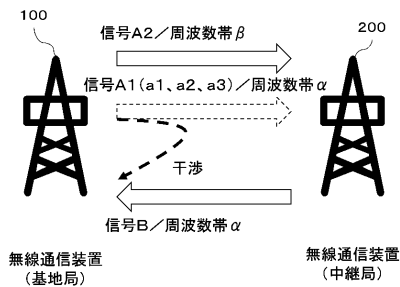 100
200
信号A2／周波数帯β
信号A1(a1、a2、a3)／周波数帯α
干渉
信号B／周波数帯α
無線通信装置
(基地局)
無線通信装置
(中継局)